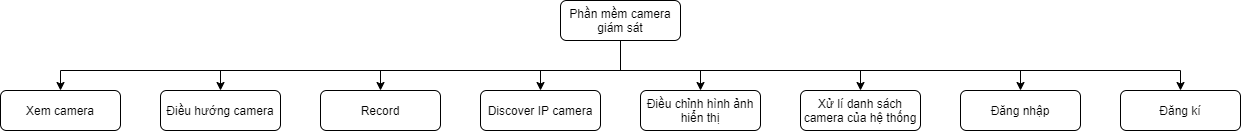 Phần mềm camera
giám sát
Xem camera
Điều hướng camera
Record
Discover IP camera
Điều chỉnh hình ảnh
hiển thị
Xử lí danh sách
camera của hệ thống
Đăng nhập
Đăng kí